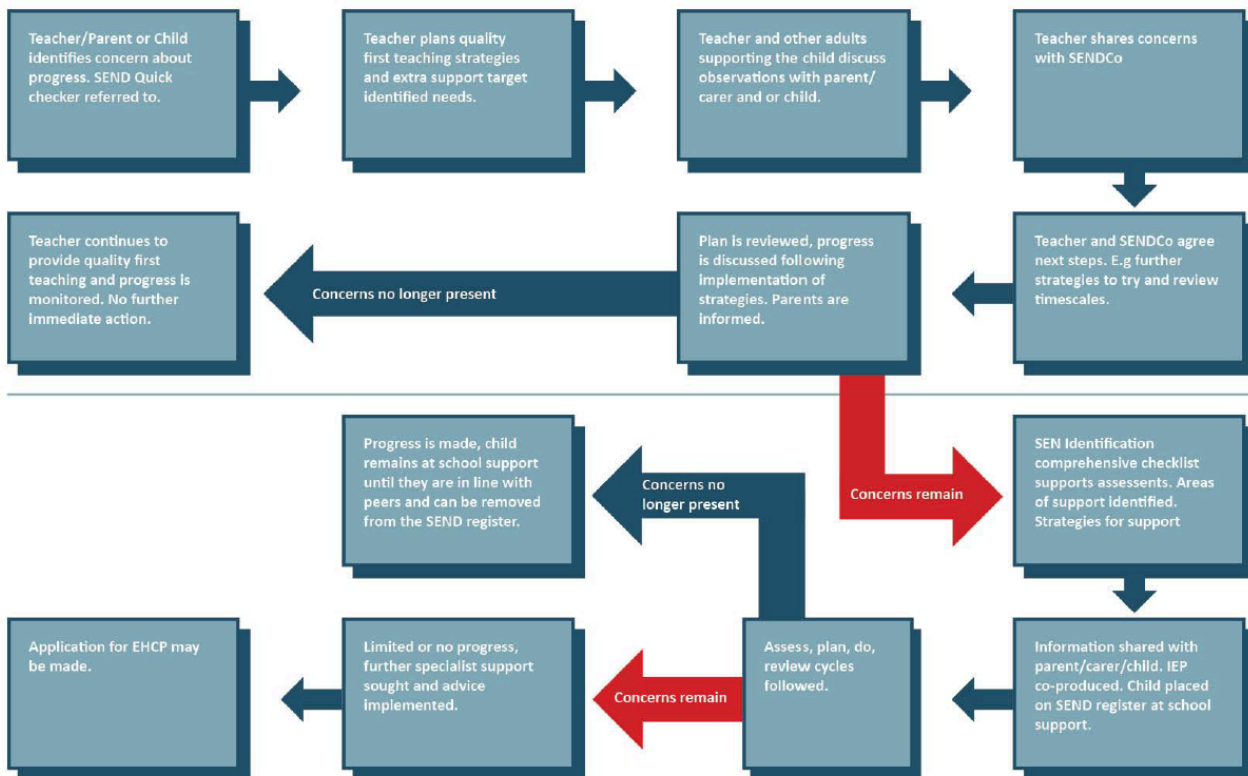 Teacher/Parent or Child
identifies concern about
progress. SEND Quick
checker referred to.
Teacher plans quality
first teaching strategies
and extra support target
identified needs.
Teacher and other adults
supporting the child discuss
observations with parent/
carer and or child.
Teacher shares concerns
with SENDCo
Teacher and SENDCo agree
next steps. E.g further
strategies to try and review
timescales.
Plan is reviewed, progress
is discussed following
implementation of
strategies. Parents are
informed.
Concerns no longer present
Teacher continues to
provide quality first
teaching and progress is
monitored. No further
immediate action.
Concerns remain
SEN Identification
comprehensive checklist
supports assessents. Areas
of support identified.
Strategies for support
Information shared with
parent/carer/child. IEP
co-produced. Child placed
on SEND register at school
support.
Assess, plan, do,
review cycles
followed.
Concerns no
longer present
Progress is made, child
remains at school support
until they are in line with
peers and can be removed
from the SEND register.
Concerns remain
Limited or no progress,
further specialist support
sought and advice
implemented.
Application for EHCP may
be made.